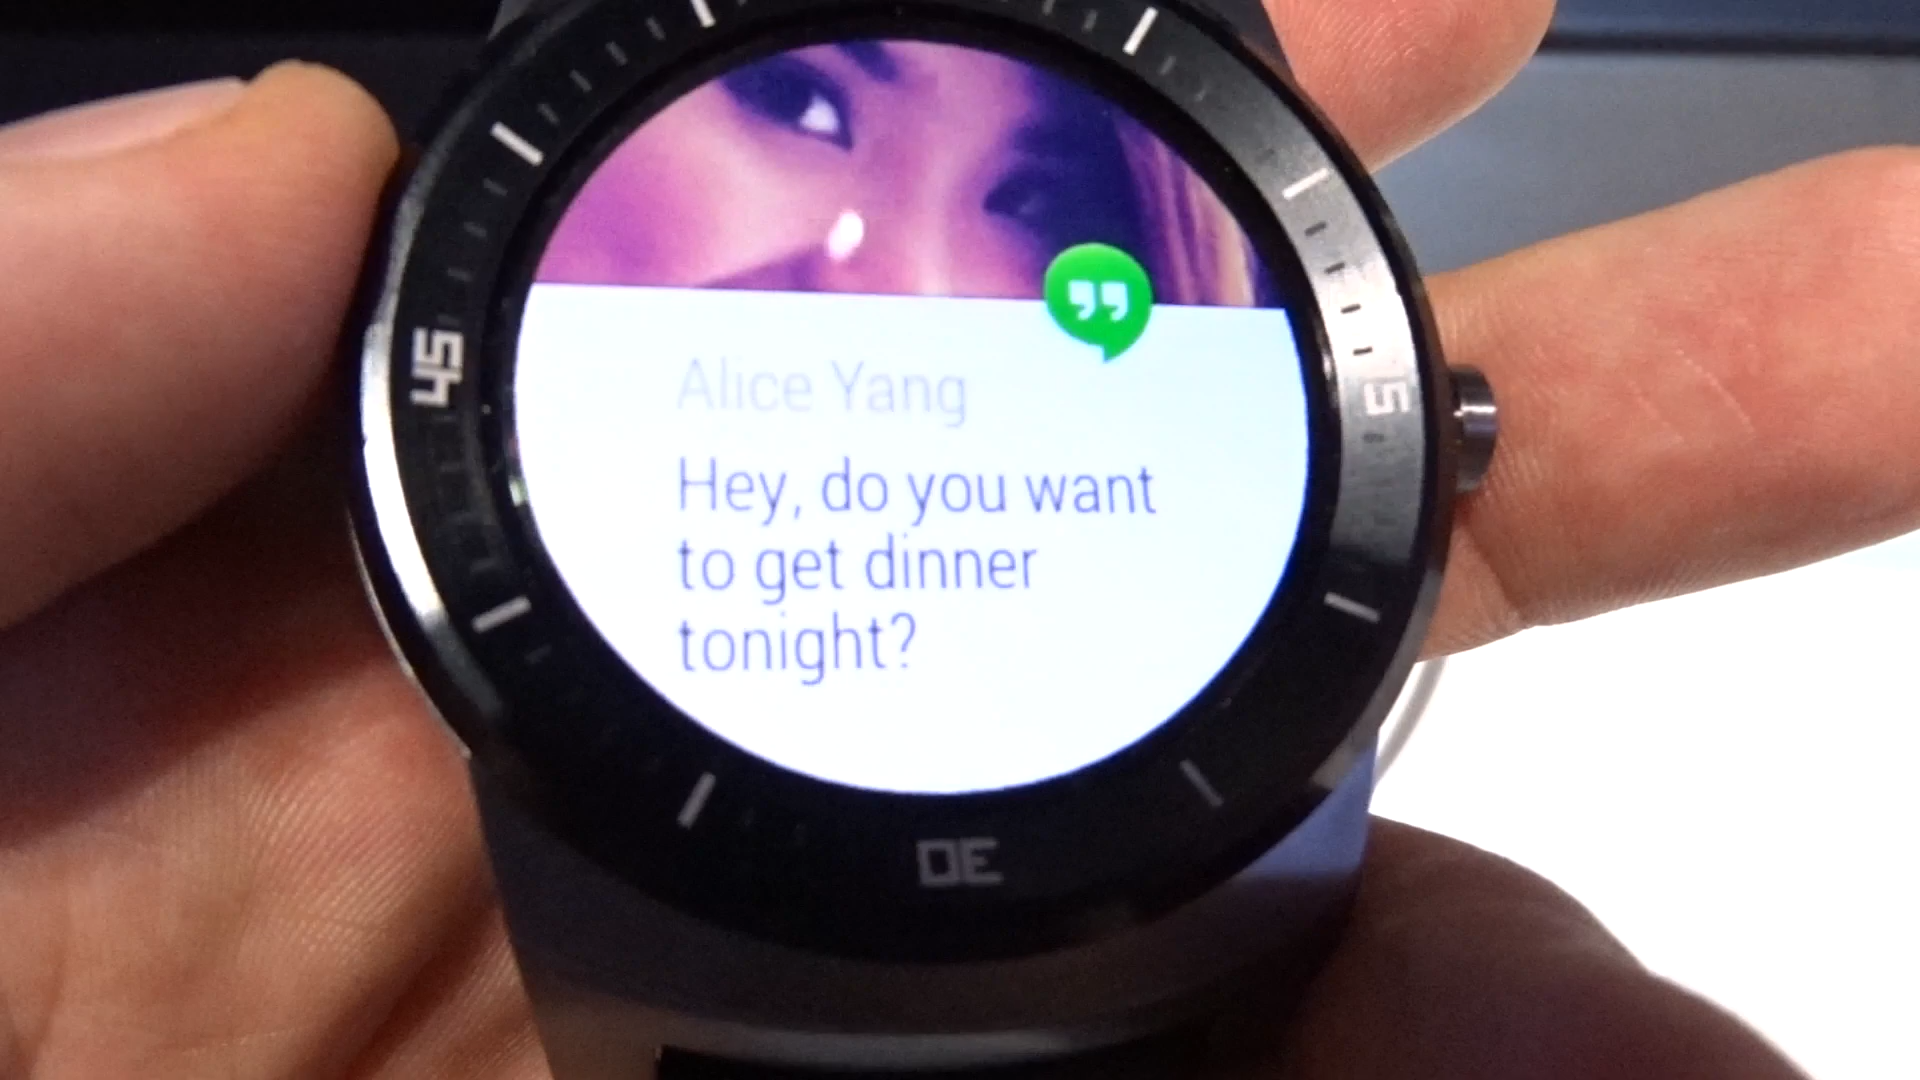 Alice Yang
Hey, do you want
to get dinner
tonight?
45
15
30